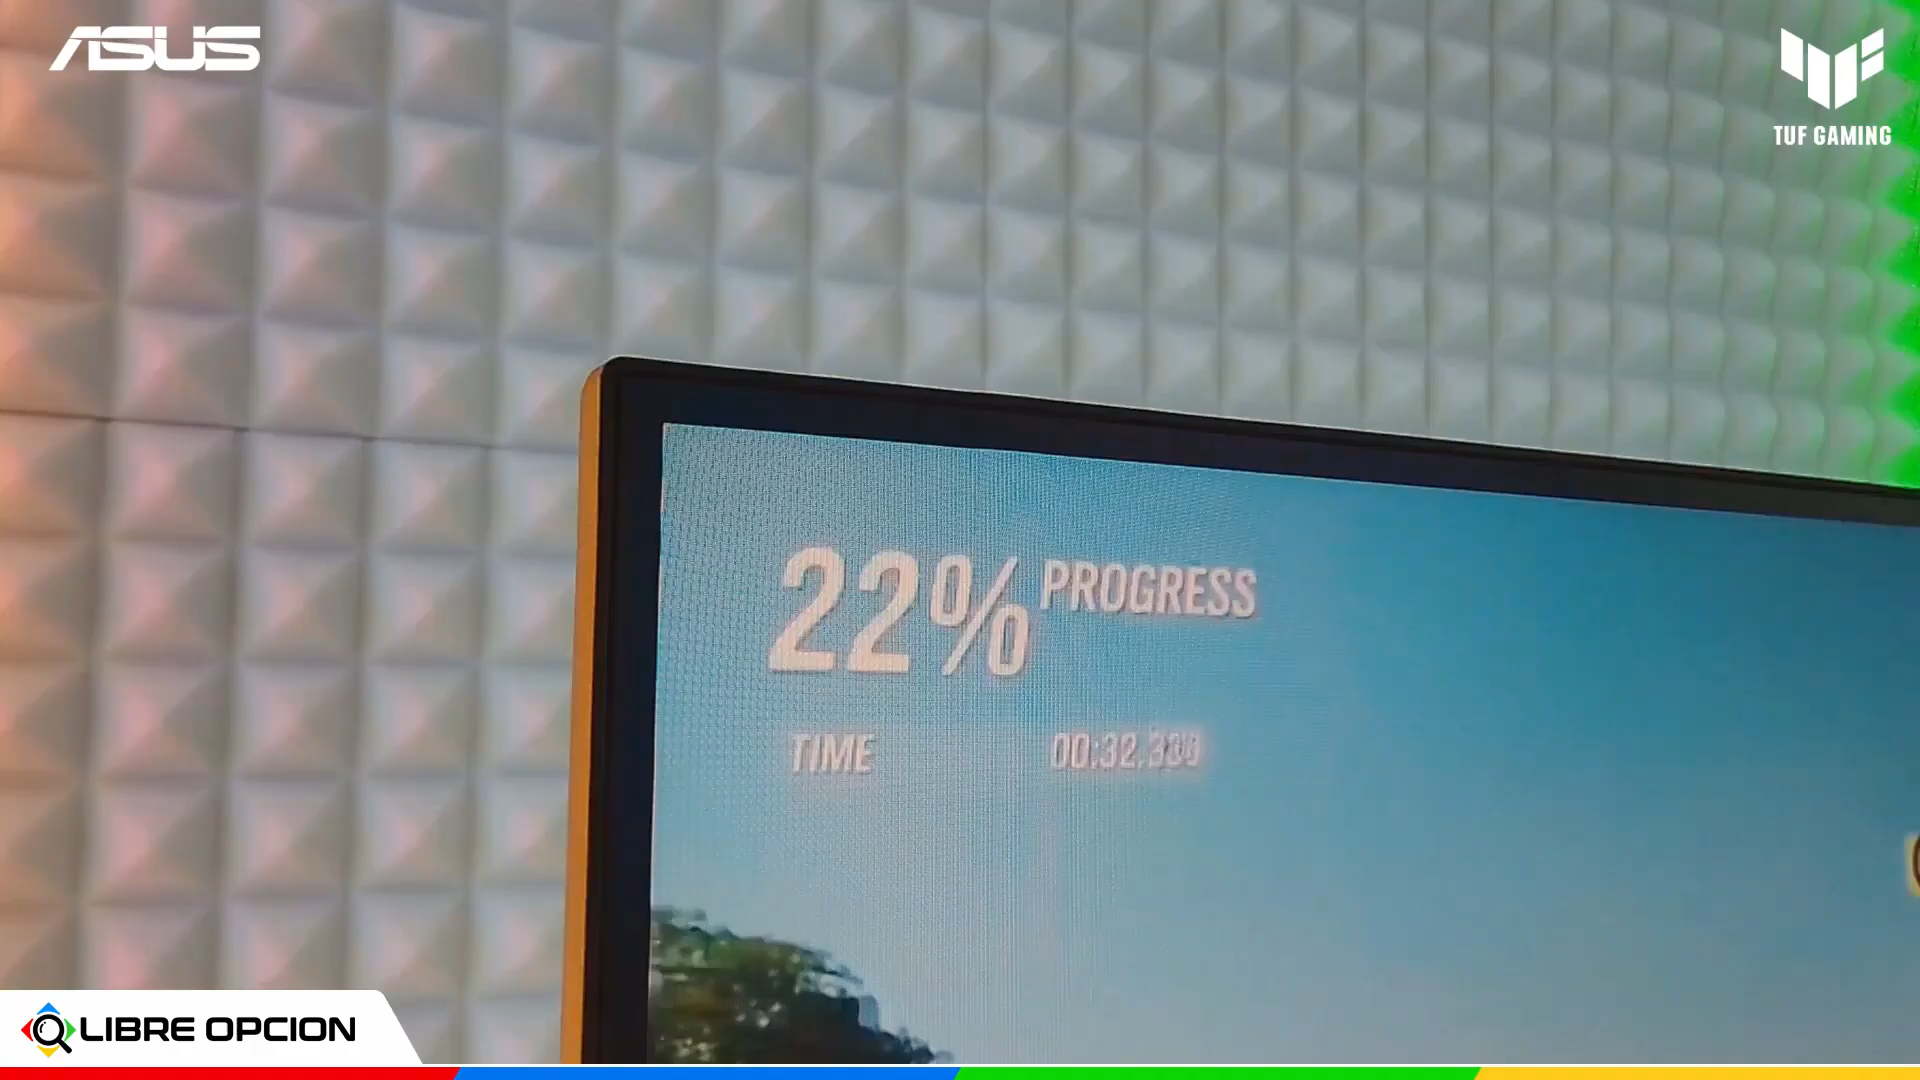 ASUS
TUF GAMING
22% PROGRESS
TIME
LIBRE OPCION